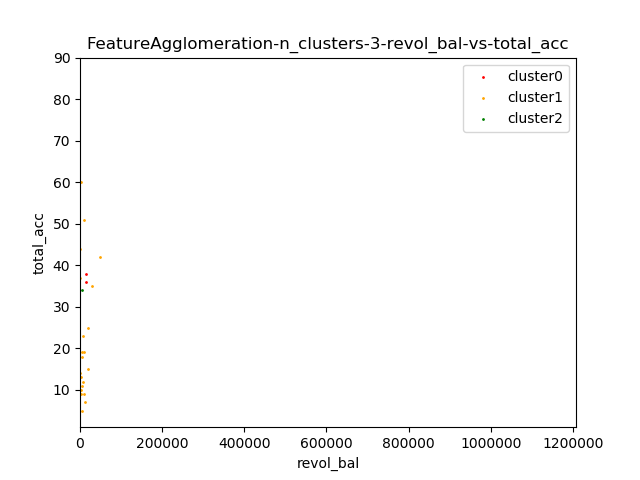 FeatureAgglomeration-n_clusters-3-revol_bal-vs-total_acc
cluster0
cluster1
cluster2
total_acc
90
80
70
60
50
40
30
20
10
0 200000 400000 600000 800000 1000000 1200000
revol_bal